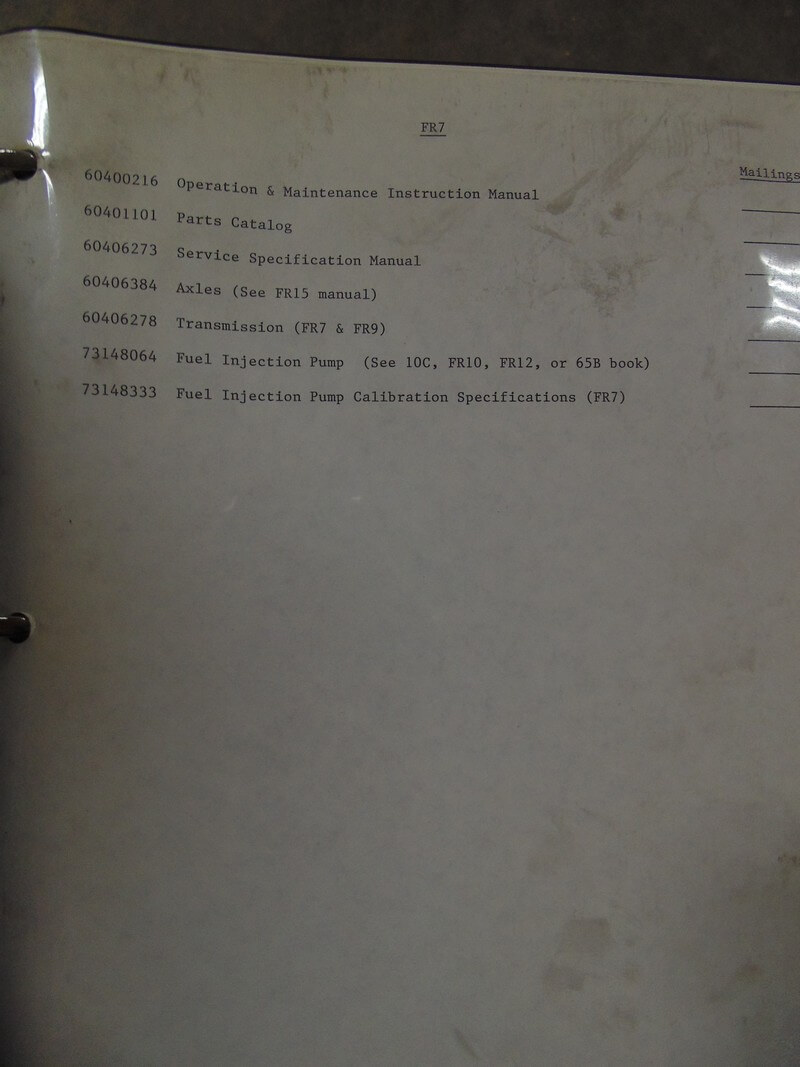 FR7
Mailings
60400216 Operation & Maintenance Instruction Manual
60401101 Parts Catalog
60406273 Service Specification Manual
60406384 Axles (See FR15 manual)
60406278 Transmission (FR7 & FR9)
73148064 Fuel Injection Pump (See 10C, FR10, FR12, or 65B book)
73148333 Fuel Injection Pump Calibration Specifications (FR7)